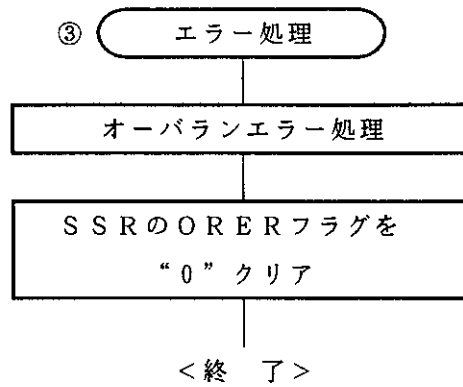 ③ エラー処理
オーバランエラー処理
ＳＳＲのＯＲＥＲフラグを
“０”クリア
＜終　了＞